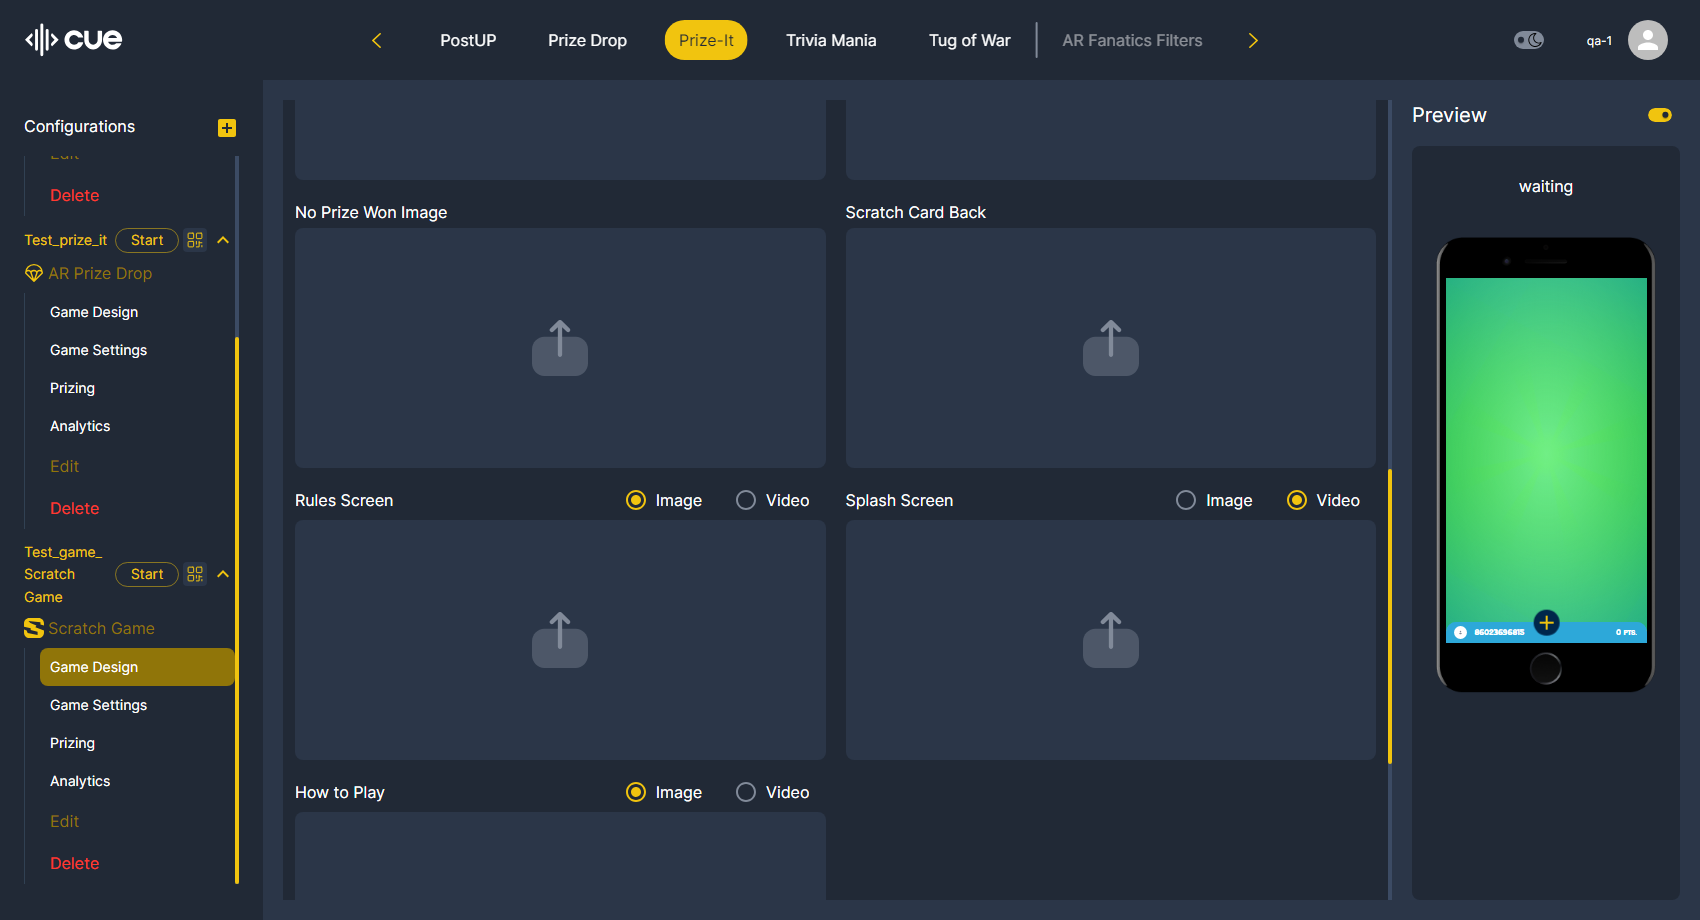 cue
PostUP
Prize Drop
Prize-It
Trivia Mania
Tug of War
AR Fanatics Filters
qa-1
Configurations
Edit
Delete
Test_prize_it
Start
AR Prize Drop
Game Design
Game Settings
Prizing
Analytics
Edit
Delete
Test_game_
Scratch
Game
Start
Scratch Game
Game Design
Game Settings
Prizing
Analytics
Edit
Delete
No Prize Won Image
Scratch Card Back
Rules Screen
Image
Video
Splash Screen
Image
Video
How to Play
Image
Video
Preview
waiting
0 PTS.